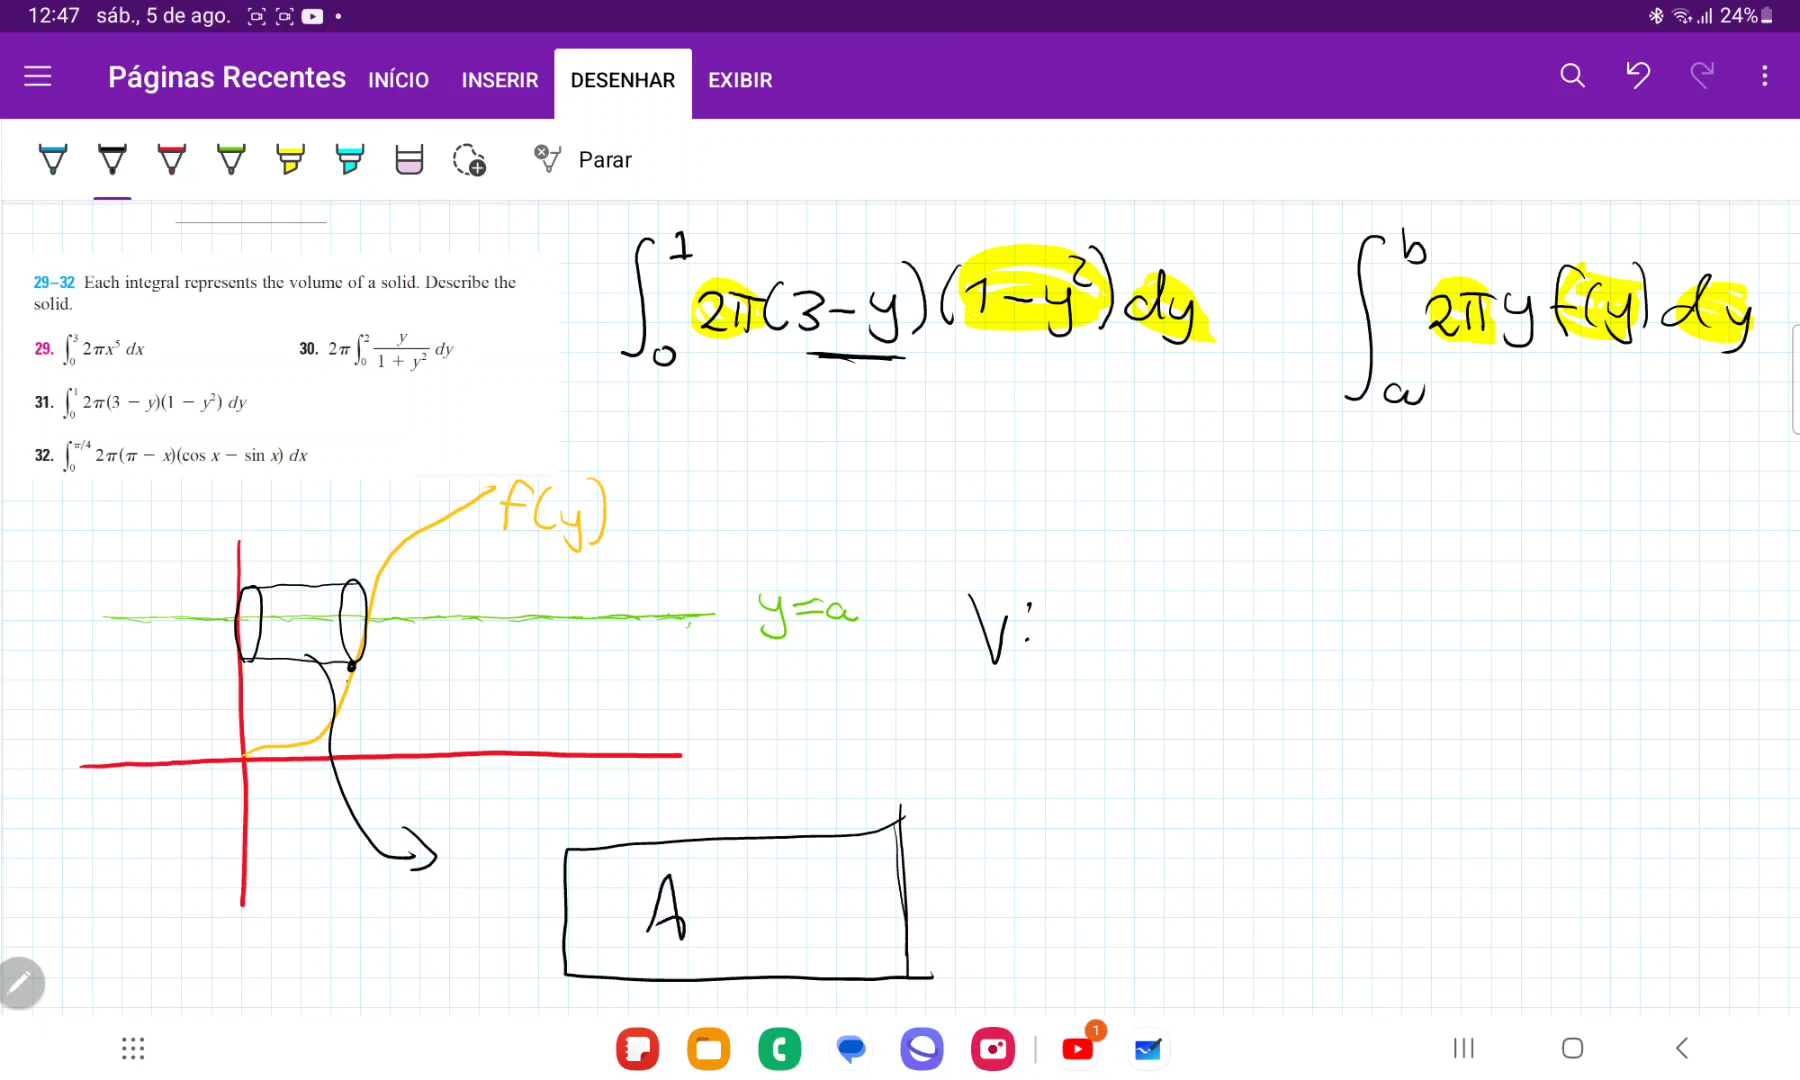 12:47 sáb., 5 de ago.
24%
Páginas Recentes INÍCIO INSERIR DESENHAR EXIBIR
Parar
29–32 Each integral represents the volume of a solid. Describe the
solid.
29. ∫₀³ 2πx⁵ dx
30. 2π ∫₀² y/(1 + y²) dy
31. ∫₀¹ 2π(3 − y)(1 − y²) dy
32. ∫₀^(π/4) 2π(π − x)(cos x − sin x) dx
∫₀¹ 2π(3−y)(1−y²)dy
∫ₐᵇ 2πy f(y) dy
f(y)
y=a
V:
A
1